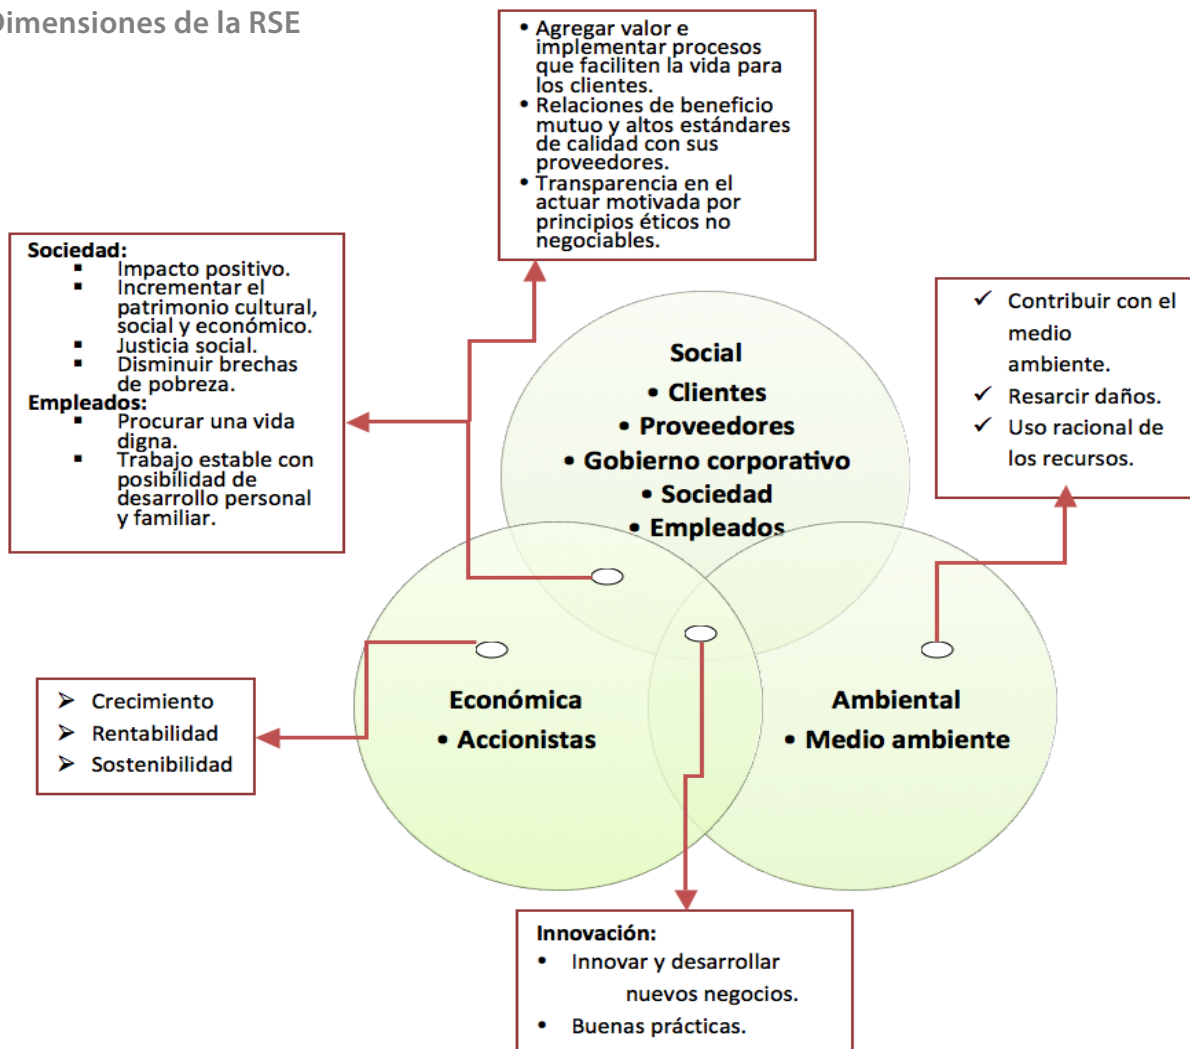 Dimensiones de la RSE
• Agregar valor e
implementar procesos
que faciliten la vida para
los clientes.
• Relaciones de beneficio
mutuo y altos estándares
de calidad con sus
proveedores.
• Transparencia en el
actuar motivada por
principios éticos no
negociables.
Sociedad:
▪ Impacto positivo.
▪ Incrementar el
patrimonio cultural,
social y económico.
▪ Justicia social.
▪ Disminuir brechas
de pobreza.
Empleados:
▪ Procurar una vida
digna.
▪ Trabajo estable con
posibilidad de
desarrollo personal
y familiar.
✓ Contribuir con el
medio
ambiente.
✓ Resarcir daños.
✓ Uso racional de
los recursos.
Social
• Clientes
• Proveedores
• Gobierno corporativo
• Sociedad
• Empleados
➢ Crecimiento
➢ Rentabilidad
➢ Sostenibilidad
Económica
• Accionistas
Ambiental
• Medio ambiente
Innovación:
• Innovar y desarrollar
nuevos negocios.
• Buenas prácticas.